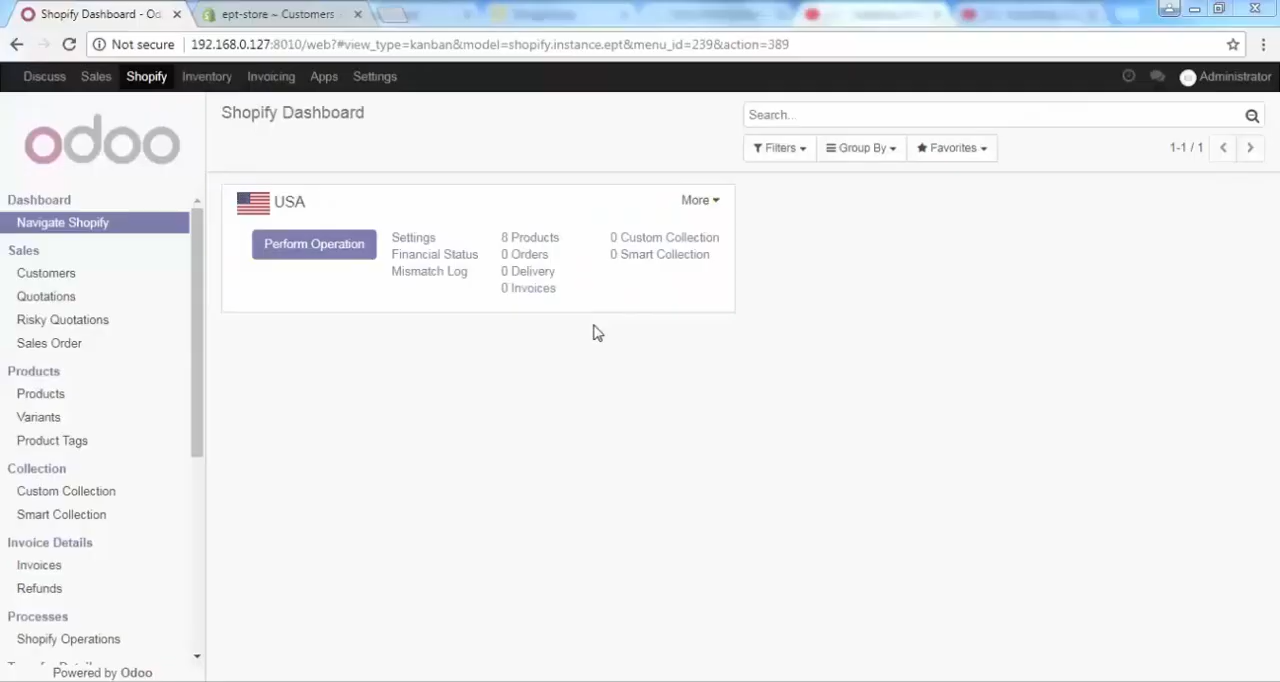 Shopify Dashboard - Od
ept-store ~ Customers
Not secure
192.168.0.127:8010/web?#view_type=kanban&model=shopify.instance.ept&menu_id=239&action=389
Discuss Sales Shopify Inventory Invoicing Apps Settings
Administrator
odoo
Shopify Dashboard
Search...
Filters Group By Favorites
1-1 / 1
Dashboard
Navigate Shopify
Sales
Customers
Quotations
Risky Quotations
Sales Order
Products
Products
Variants
Product Tags
Collection
Custom Collection
Smart Collection
Invoice Details
Invoices
Refunds
Processes
Shopify Operations
Powered by Odoo
USA
More
Perform Operation
Settings
Financial Status
Mismatch Log
8 Products
0 Orders
0 Delivery
0 Invoices
0 Custom Collection
0 Smart Collection